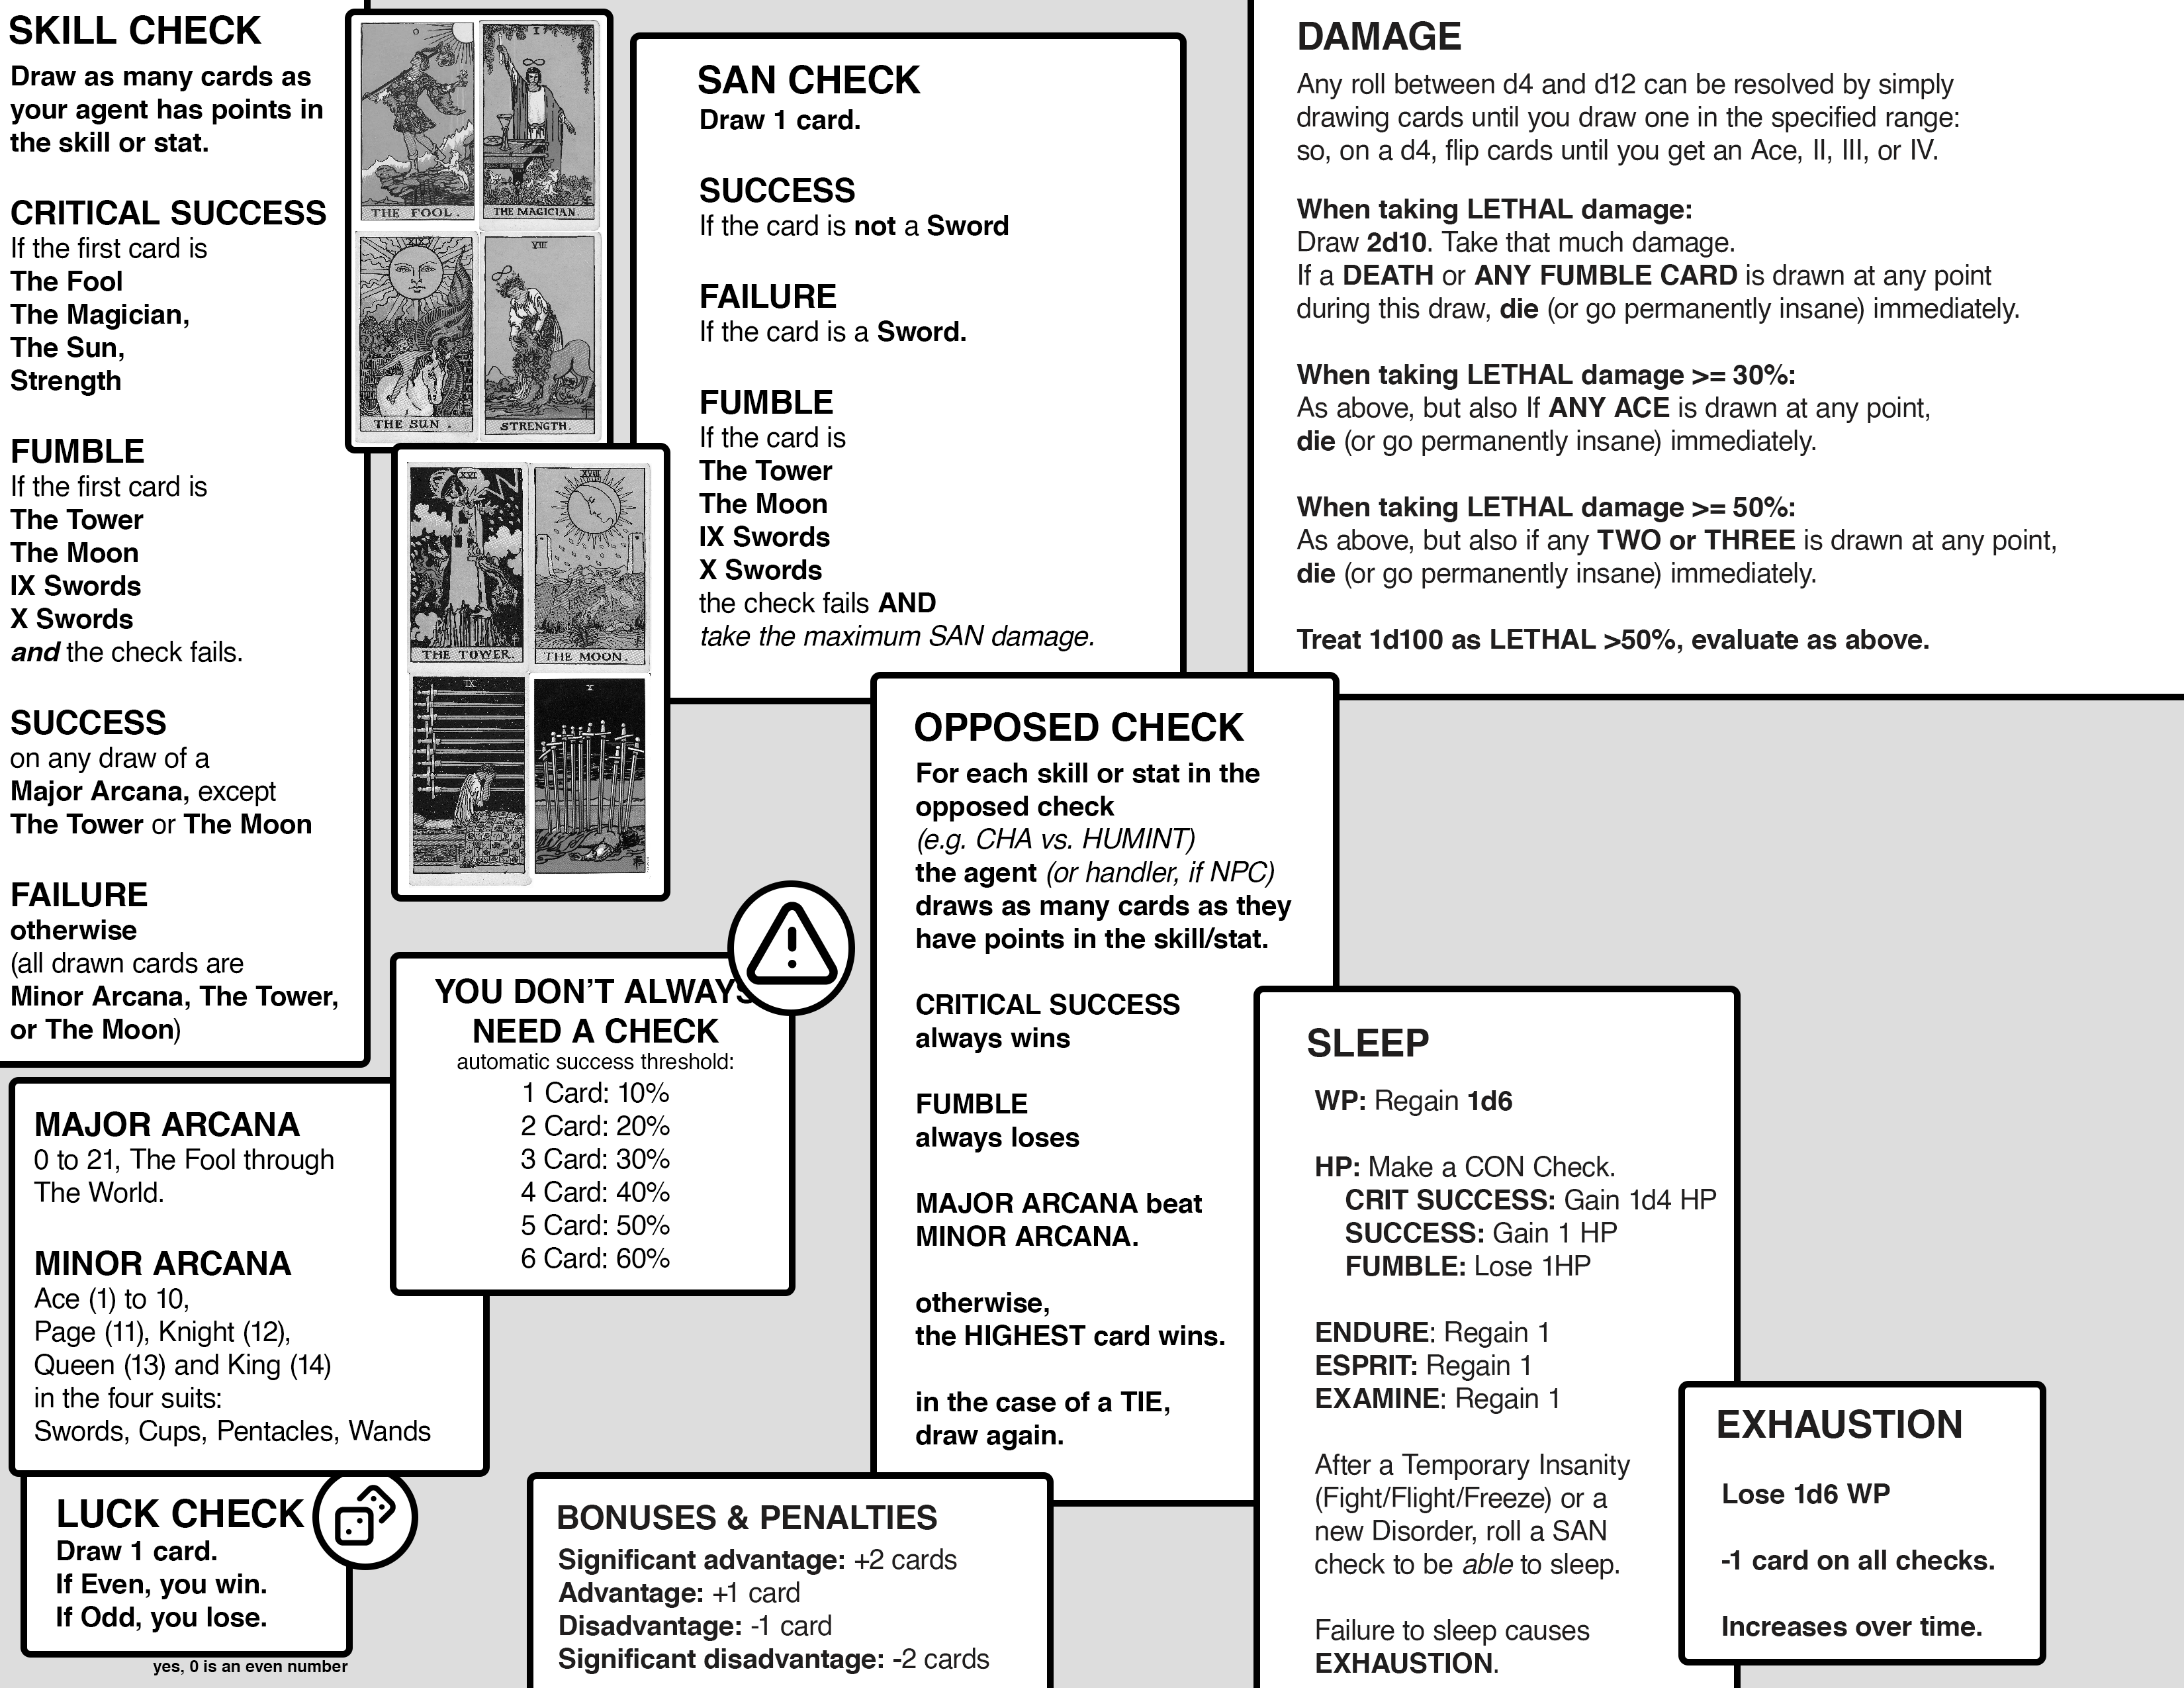 SKILL CHECK
Draw as many cards as
your agent has points in
the skill or stat.
CRITICAL SUCCESS
If the first card is
The Fool
The Magician,
The Sun,
Strength
FUMBLE
If the first card is
The Tower
The Moon
IX Swords
X Swords
and the check fails.
SUCCESS
on any draw of a
Major Arcana, except
The Tower or The Moon
FAILURE
otherwise
(all drawn cards are
Minor Arcana, The Tower,
or The Moon)
0
THE FOOL.
I
THE MAGICIAN.
XIX
THE SUN.
VIII
STRENGTH.
XVI
THE TOWER.
XVIII
THE MOON.
IX
X
SAN CHECK
Draw 1 card.
SUCCESS
If the card is not a Sword
FAILURE
If the card is a Sword.
FUMBLE
If the card is
The Tower
The Moon
IX Swords
X Swords
the check fails AND
take the maximum SAN damage.
DAMAGE
Any roll between d4 and d12 can be resolved by simply
drawing cards until you draw one in the specified range:
so, on a d4, flip cards until you get an Ace, II, III, or IV.
When taking LETHAL damage:
Draw 2d10. Take that much damage.
If a DEATH or ANY FUMBLE CARD is drawn at any point
during this draw, die (or go permanently insane) immediately.
When taking LETHAL damage >= 30%:
As above, but also If ANY ACE is drawn at any point,
die (or go permanently insane) immediately.
When taking LETHAL damage >= 50%:
As above, but also if any TWO or THREE is drawn at any point,
die (or go permanently insane) immediately.
Treat 1d100 as LETHAL >50%, evaluate as above.
YOU DON'T ALWAYS
NEED A CHECK
automatic success threshold:
1 Card: 10%
2 Card: 20%
3 Card: 30%
4 Card: 40%
5 Card: 50%
6 Card: 60%
OPPOSED CHECK
For each skill or stat in the
opposed check
(e.g. CHA vs. HUMINT)
the agent (or handler, if NPC)
draws as many cards as they
have points in the skill/stat.
CRITICAL SUCCESS
always wins
FUMBLE
always loses
MAJOR ARCANA beat
MINOR ARCANA.
otherwise,
the HIGHEST card wins.
in the case of a TIE,
draw again.
MAJOR ARCANA
0 to 21, The Fool through
The World.
MINOR ARCANA
Ace (1) to 10,
Page (11), Knight (12),
Queen (13) and King (14)
in the four suits:
Swords, Cups, Pentacles, Wands
LUCK CHECK
Draw 1 card.
If Even, you win.
If Odd, you lose.
yes, 0 is an even number
BONUSES & PENALTIES
Significant advantage: +2 cards
Advantage: +1 card
Disadvantage: -1 card
Significant disadvantage: -2 cards
SLEEP
WP: Regain 1d6
HP: Make a CON Check.
CRIT SUCCESS: Gain 1d4 HP
SUCCESS: Gain 1 HP
FUMBLE: Lose 1HP
ENDURE: Regain 1
ESPRIT: Regain 1
EXAMINE: Regain 1
After a Temporary Insanity
(Fight/Flight/Freeze) or a
new Disorder, roll a SAN
check to be able to sleep.
Failure to sleep causes
EXHAUSTION.
EXHAUSTION
Lose 1d6 WP
-1 card on all checks.
Increases over time.